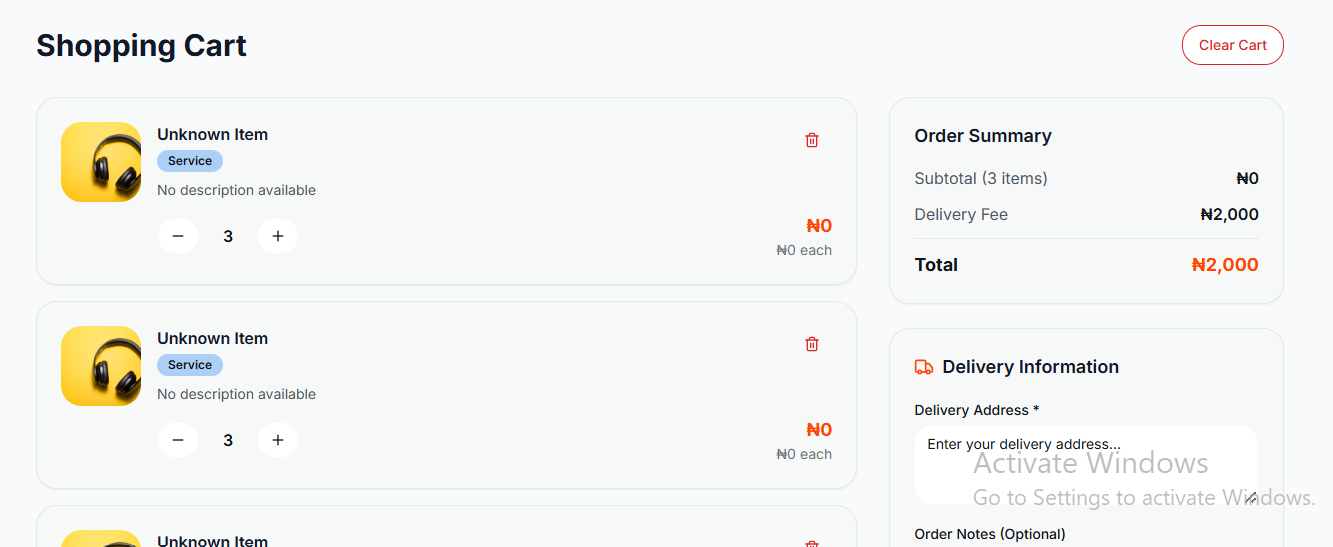 Shopping Cart
Clear Cart
Unknown Item
Service
No description available
3
₦0
₦0 each
Unknown Item
Service
No description available
3
₦0
₦0 each
Unknown Item
Order Summary
Subtotal (3 items) ₦0
Delivery Fee ₦2,000
Total ₦2,000
Delivery Information
Delivery Address *
Enter your delivery address...
Activate Windows
Go to Settings to activate Windows.
Order Notes (Optional)